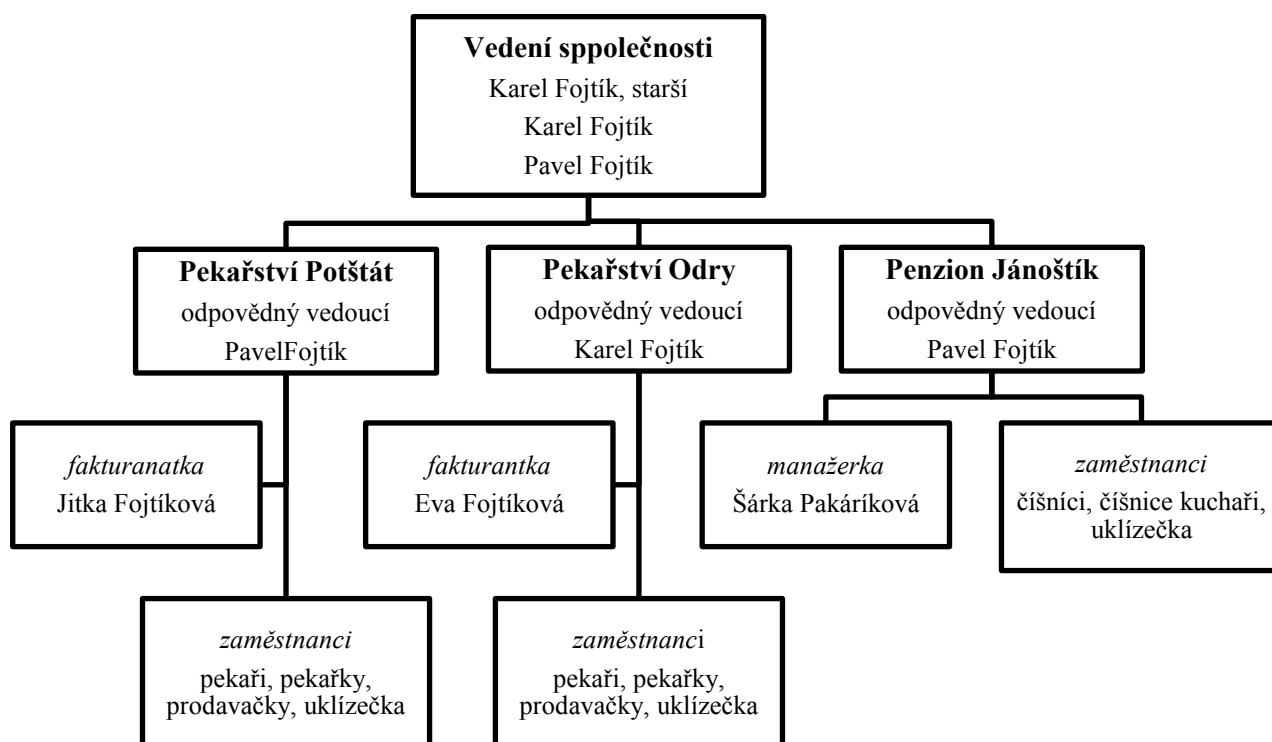 Vedení sppolečnosti
Karel Fojtík, starší
Karel Fojtík
Pavel Fojtík
Pekařství Potštát
odpovědný vedoucí
PavelFojtík
Pekařství Odry
odpovědný vedoucí
Karel Fojtík
Penzion Jánoštík
odpovědný vedoucí
Pavel Fojtík
fakturanatka
Jitka Fojtíková
fakturantka
Eva Fojtíková
manažerka
Šárka Pakáríková
zaměstnanci
číšníci, číšnice kuchaři,
uklízečka
zaměstnanci
pekaři, pekařky,
prodavačky, uklízečka
zaměstnanci
pekaři, pekařky,
prodavačky, uklízečka